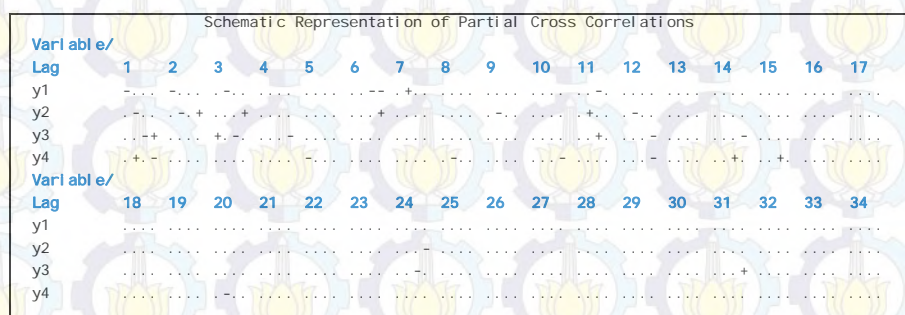 Schematic Representation of Partial Cross Correlations
Variable/
Lag 1 2 3 4 5 6 7 8 9 10 11 12 13 14 15 16 17
y1 -... -... .-.. .... .... ..-- .+.. .... .... .... ..-. .... .... .... .... .... ....
y2 .-.. .-.+ ...+ .... .... ...+ .... .... .-.. .... .+.. .-.. .... .... .... .... ....
y3 ..-+ .... +.-. ...- .... .... .... .... .... .... ..+. ...- .... ...- .... .... ....
y4 .+.- .... .... .... -... .... .... .-.. .... ...- .... ...- .... ..+. ..+. .... ....
Variable/
Lag 18 19 20 21 22 23 24 25 26 27 28 29 30 31 32 33 34
y1 .... .... .... .... .... .... .... .... .... .... .... .... .... .... .... .... ....
y2 .... .... .... .... .... .... ...- .... .... .... .... .... .... .... .... .... ....
y3 .... .... .... .... .... .... ..-. .... .... .... .... .... .... ...+ .... .... ....
y4 .... .... .-.. .... .... .... .... .... .... .... .... .... .... .... .... .... ....